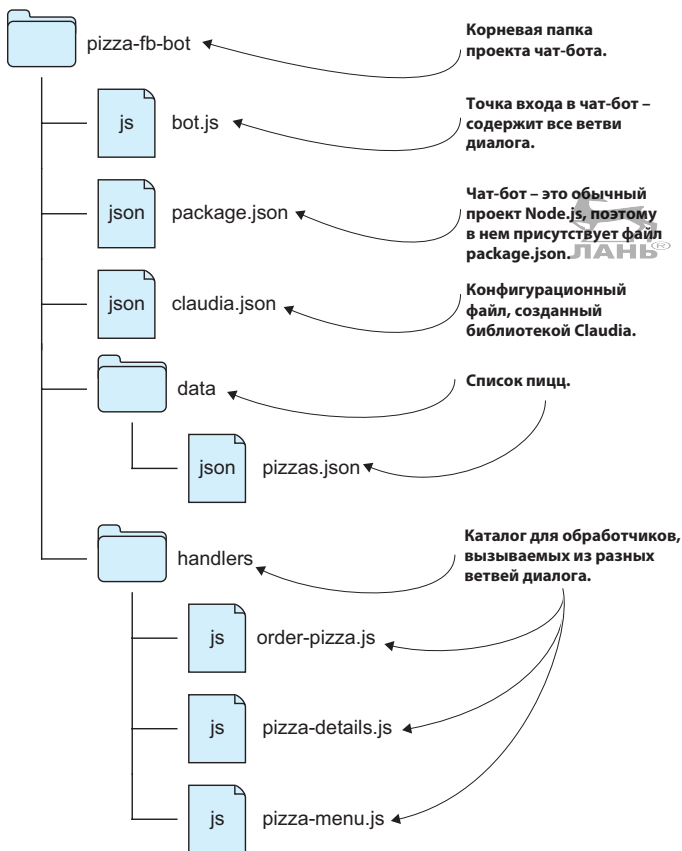 pizza-fb-bot
Корневая папка
проекта чат-бота.
js
bot.js
Точка входа в чат-бот –
содержит все ветви
диалога.
json
package.json
Чат-бот – это обычный
проект Node.js, поэтому
в нем присутствует файл
package.json.
ЛАНЬ®
json
claudia.json
Конфигурационный
файл, созданный
библиотекой Claudia.
data
Список пицц.
json
pizzas.json
handlers
Каталог для обработчиков,
вызываемых из разных
ветвей диалога.
js
order-pizza.js
js
pizza-details.js
js
pizza-menu.js